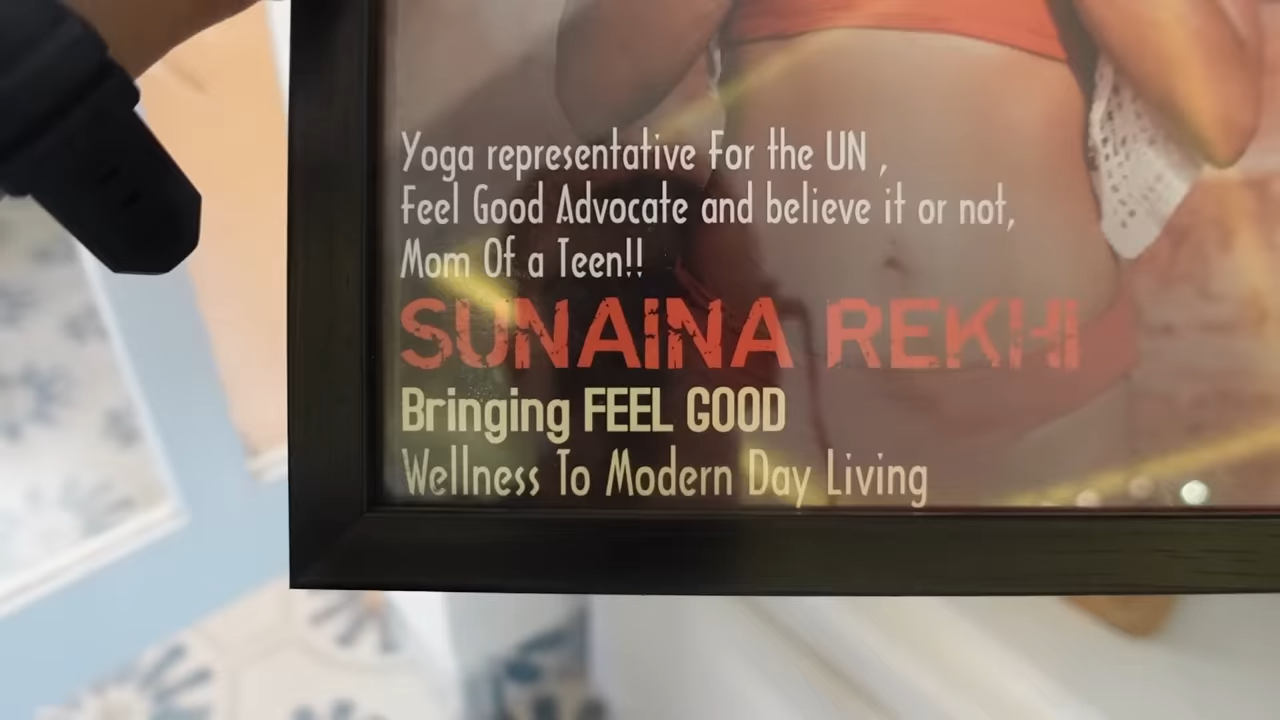 Yoga representative For the UN ,
Feel Good Advocate and believe it or not,
Mom Of a Teen!!
SUNAINA REKHI
Bringing FEEL GOOD
Wellness To Modern Day Living